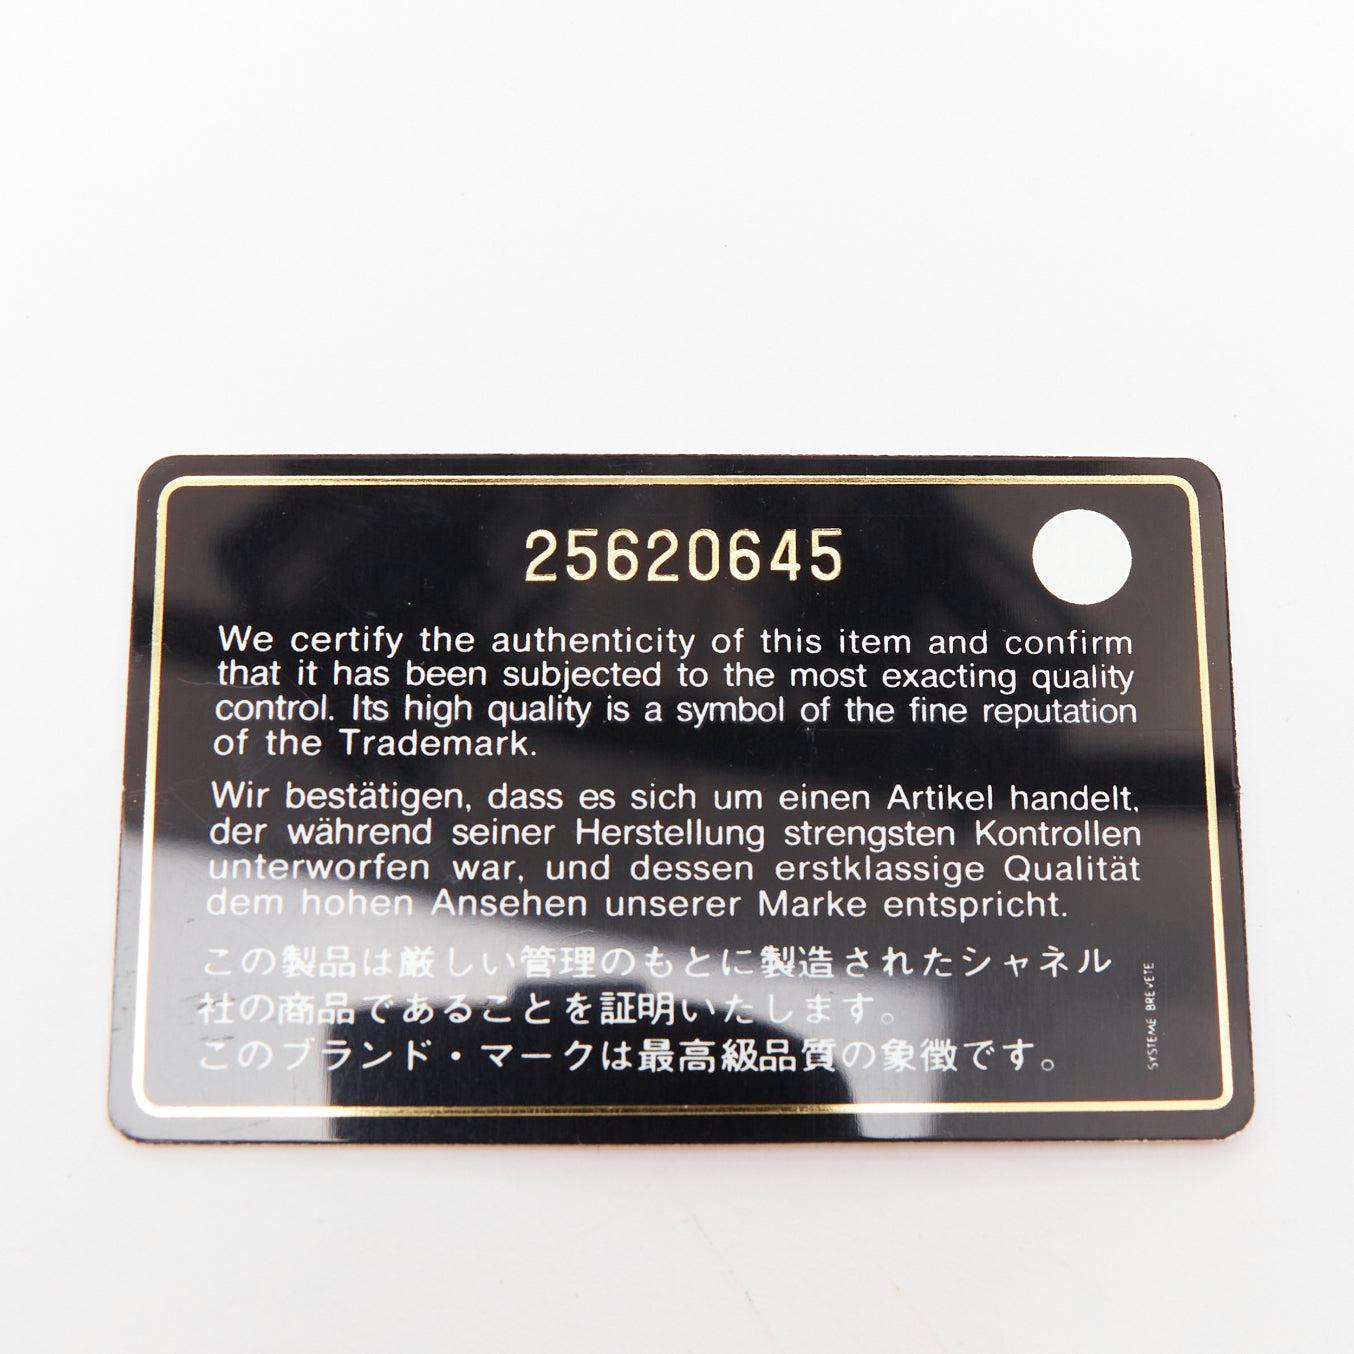 25620645
We certify the authenticity of this item and confirm
that it has been subjected to the most exacting quality
control. Its high quality is a symbol of the fine reputation
of the Trademark.
Wir bestätigen, dass es sich um einen Artikel handelt,
der während seiner Herstellung strengsten Kontrollen
unterworfen war, und dessen erstklassige Qualität
dem hohen Ansehen unserer Marke entspricht.
この製品は厳しい管理のもとに製造されたシャネル
社の商品であることを証明いたします。
このブランド・マークは最高級品質の象徴です。
SYSTEME BREVETE